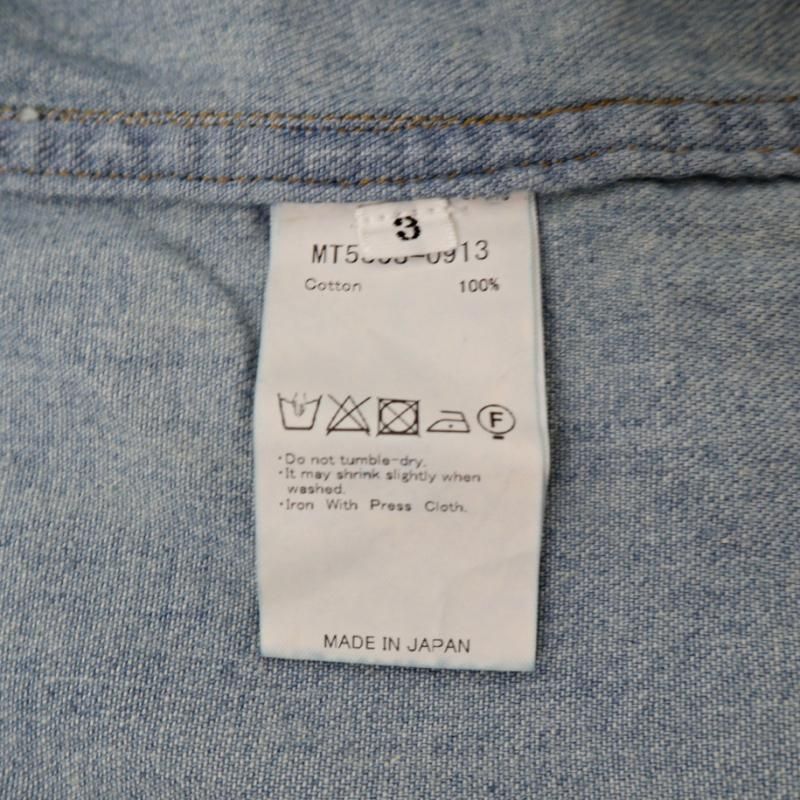 3
Cotton 100%
F
·Do not tumble-dry.
·It may shrink slightly when
washed.
·Iron With Press Cloth.
MADE IN JAPAN